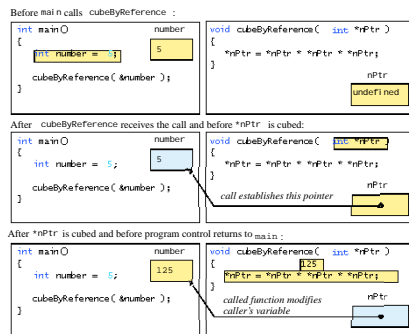 Before main calls cubeByReference :
int main()
{
int number = 5;
cubeByReference( &number );
}
number
5
void cubeByReference( int *nPtr )
{
*nPtr = *nPtr * *nPtr * *nPtr;
}
nPtr
undefined
After cubeByReference receives the call and before *nPtr is cubed:
int main()
{
int number = 5;
cubeByReference( &number );
}
number
5
void cubeByReference( int *nPtr )
{
*nPtr = *nPtr * *nPtr * *nPtr;
}
nPtr
call establishes this pointer
After *nPtr is cubed and before program control returns to main :
int main()
{
int number = 5;
cubeByReference( &number );
}
number
125
void cubeByReference( int *nPtr )
{
125
*nPtr = *nPtr * *nPtr * *nPtr;
}
nPtr
called function modifies
caller's variable